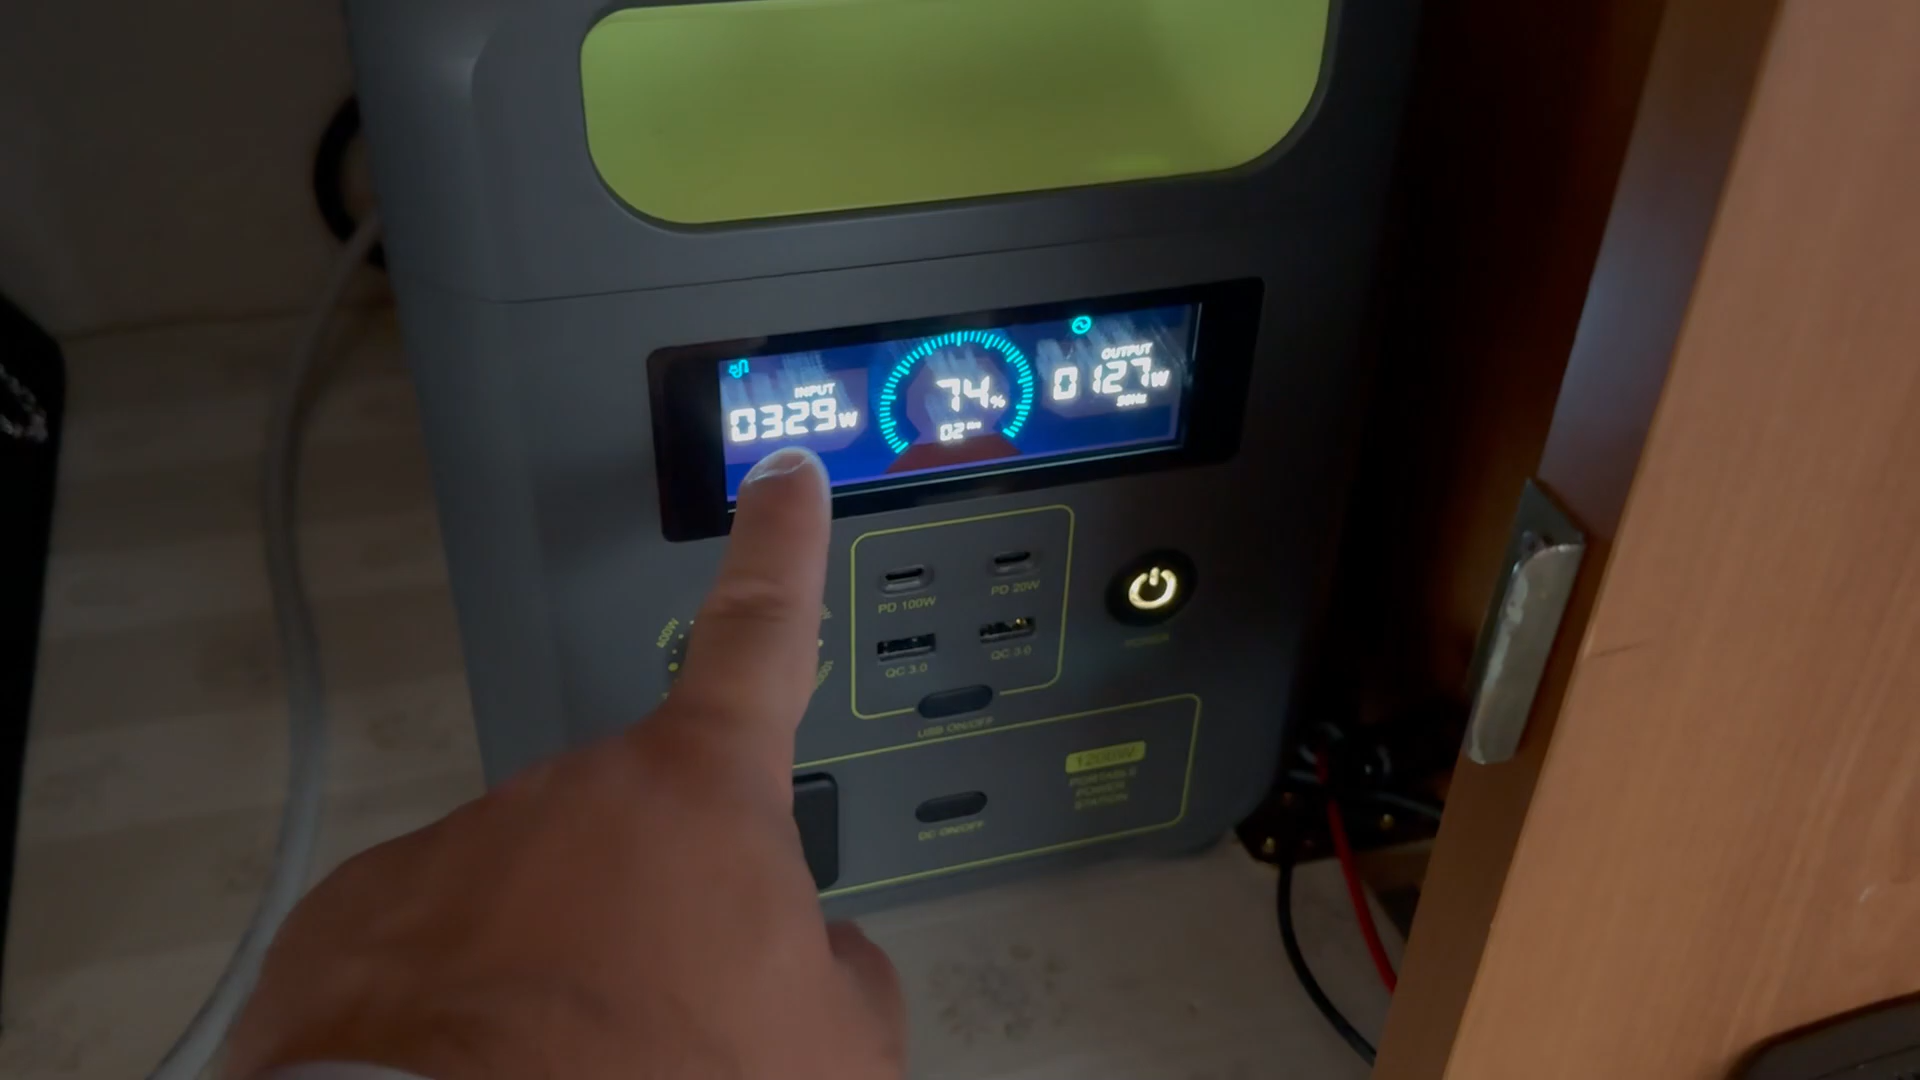 INPUT
0329W
74%
02
OUTPUT
0127W
PD 100W
PD 20W
QC 3.0
QC 3.0
USB ON/OFF
400W
POWER
1200W
PORTABLE
POWER
STATION
DC ON/OFF